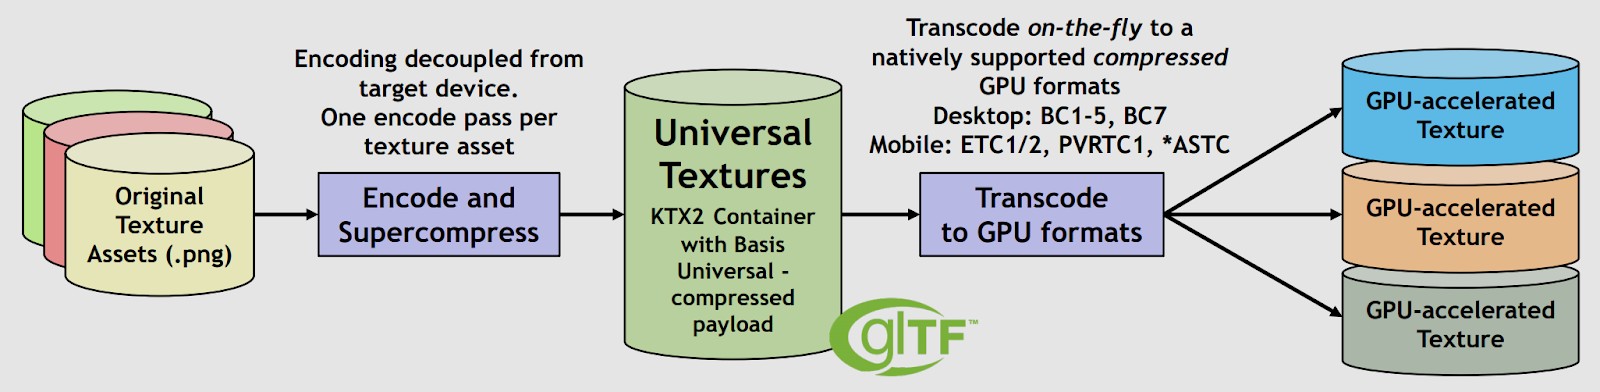 Original
Texture
Assets (.png)
Encoding decoupled from
target device.
One encode pass per
texture asset
Encode and
Supercompress
Universal
Textures
KTX2 Container
with Basis
Universal -
compressed
payload
glTF™
Transcode on-the-fly to a
natively supported compressed
GPU formats
Desktop: BC1-5, BC7
Mobile: ETC1/2, PVRTC1, *ASTC
Transcode
to GPU formats
GPU-accelerated
Texture
GPU-accelerated
Texture
GPU-accelerated
Texture